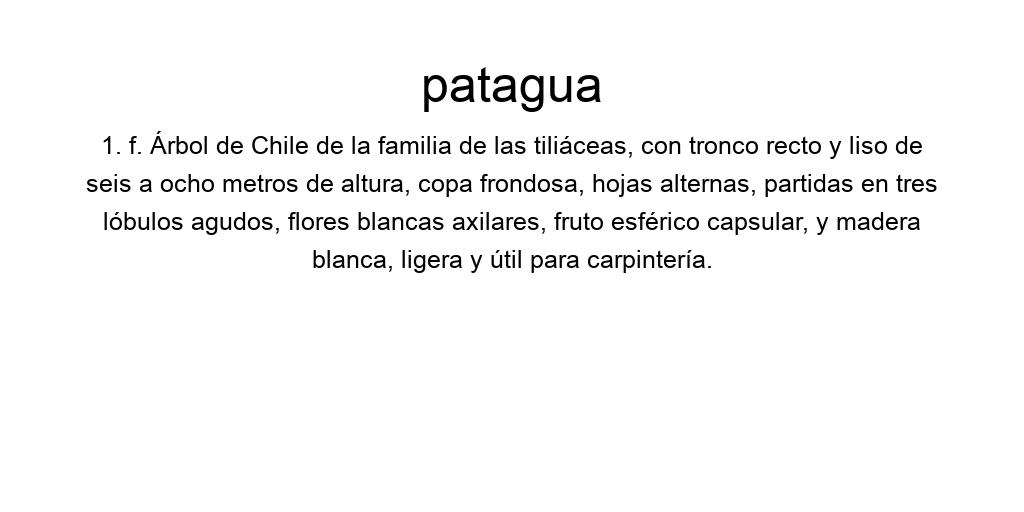 patagua
1. f. Árbol de Chile de la familia de las tiliáceas, con tronco recto y liso de
seis a ocho metros de altura, copa frondosa, hojas alternas, partidas en tres
lóbulos agudos, flores blancas axilares, fruto esférico capsular, y madera
blanca, ligera y útil para carpintería.